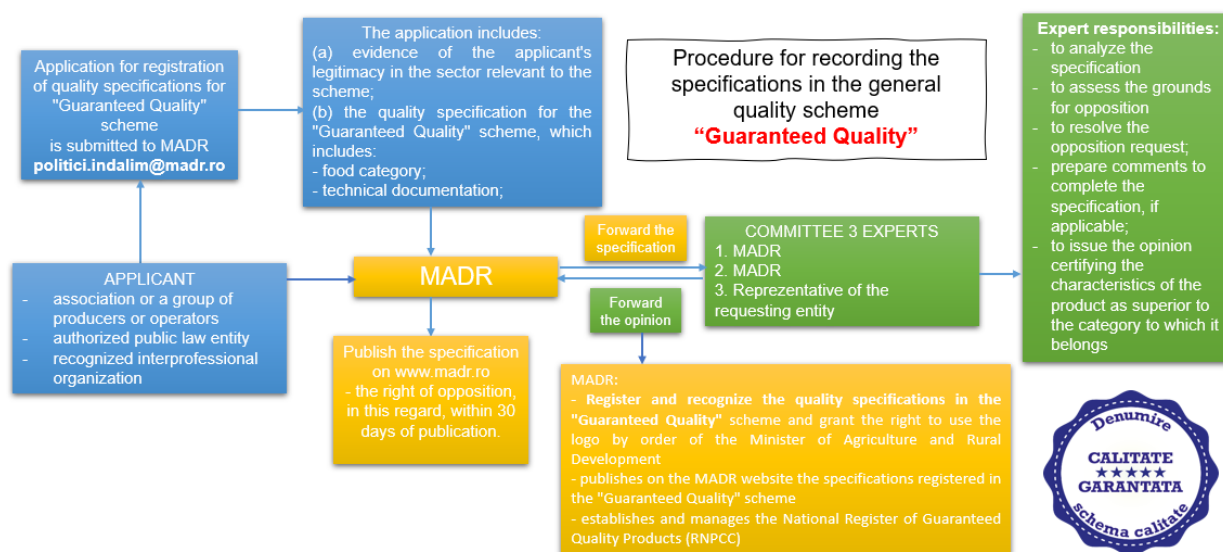 Application for registration
of quality specifications for
"Guaranteed Quality"
scheme
is submitted to MADR
politici.indalim@madr.ro
The application includes:
(a) evidence of the applicant's
legitimacy in the sector relevant to the
scheme;
(b) the quality specification for the
"Guaranteed Quality" scheme, which
includes:
- food category;
- technical documentation;
Procedure for recording the
specifications in the general
quality scheme
“Guaranteed Quality”
Expert responsibilities:
- to analyze the
specification
- to assess the grounds
for opposition
- to resolve the
opposition request;
- prepare comments to
complete the
specification, if
applicable;
- to issue the opinion
certifying the
characteristics of the
product as superior to
the category to which it
belongs
APPLICANT
- association or a group of
producers or operators
- authorized public law entity
- recognized interprofessional
organization
MADR
Forward the
specification
COMMITTEE 3 EXPERTS
1. MADR
2. MADR
3. Reprezentative of the
requesting entity
Forward
the opinion
Publish the specification
on www.madr.ro
- the right of opposition,
in this regard, within 30
days of publication.
MADR:
- Register and recognize the quality specifications in the
"Guaranteed Quality" scheme and grant the right to use the
logo by order of the Minister of Agriculture and Rural
Development
- publishes on the MADR website the specifications registered in
the "Guaranteed Quality" scheme
- establishes and manages the National Register of Guaranteed
Quality Products (RNPCC)
Denumire
CALITATE
★★★★★
GARANTATA
schema calitate